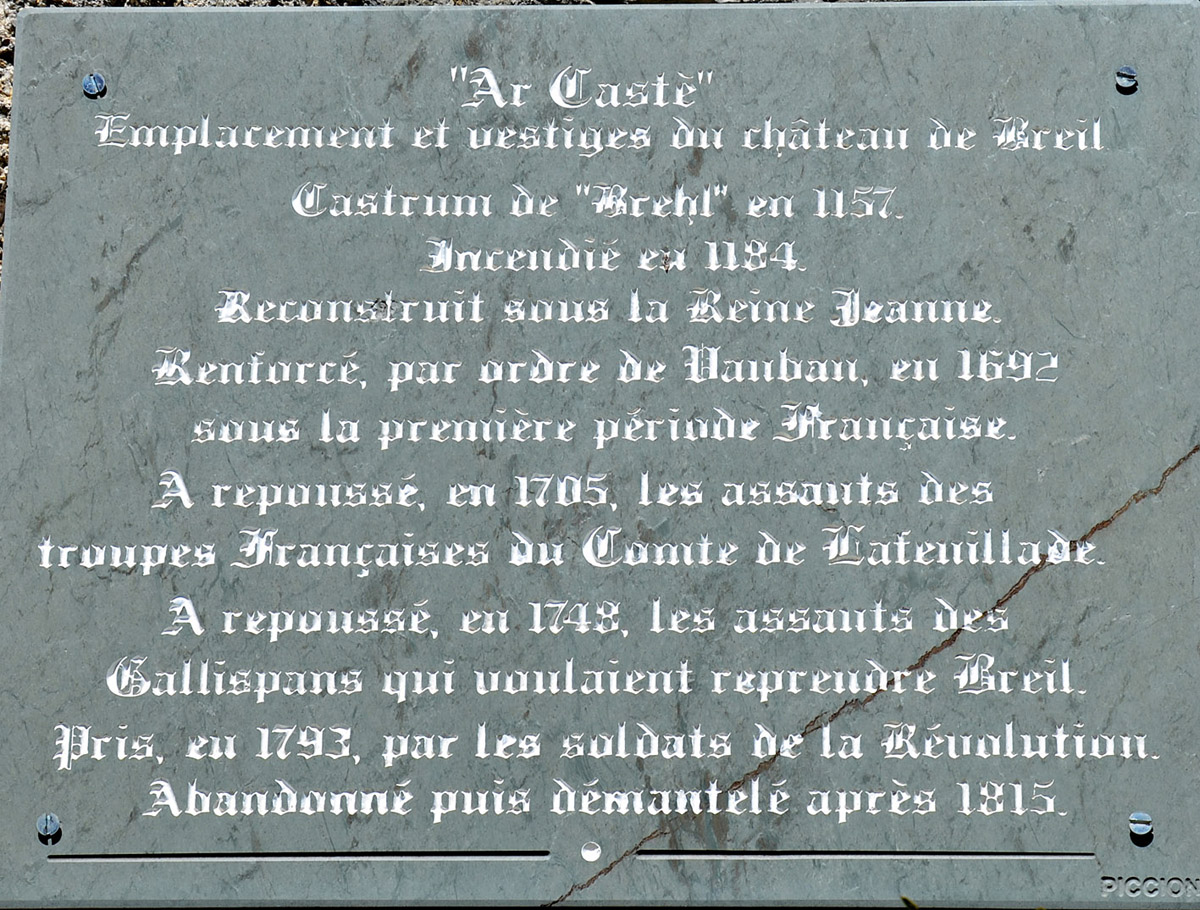 "Ar Castè"
Emplacement et vestiges du château de Breil
Castrum de "Brehl" en 1157.
Incendié en 1184.
Reconstruit sous la Reine Jeanne.
Renforcé, par ordre de Vauban, en 1692
sous la première période Française.
A repoussé, en 1705, les assauts des
troupes Françaises du Comte de Lafeuillade.
A repoussé, en 1748, les assauts des
Gallispans qui voulaient reprendre Breil.
Pris, en 1793, par les soldats de la Révolution.
Abandonné puis démantelé après 1815.
PICCION